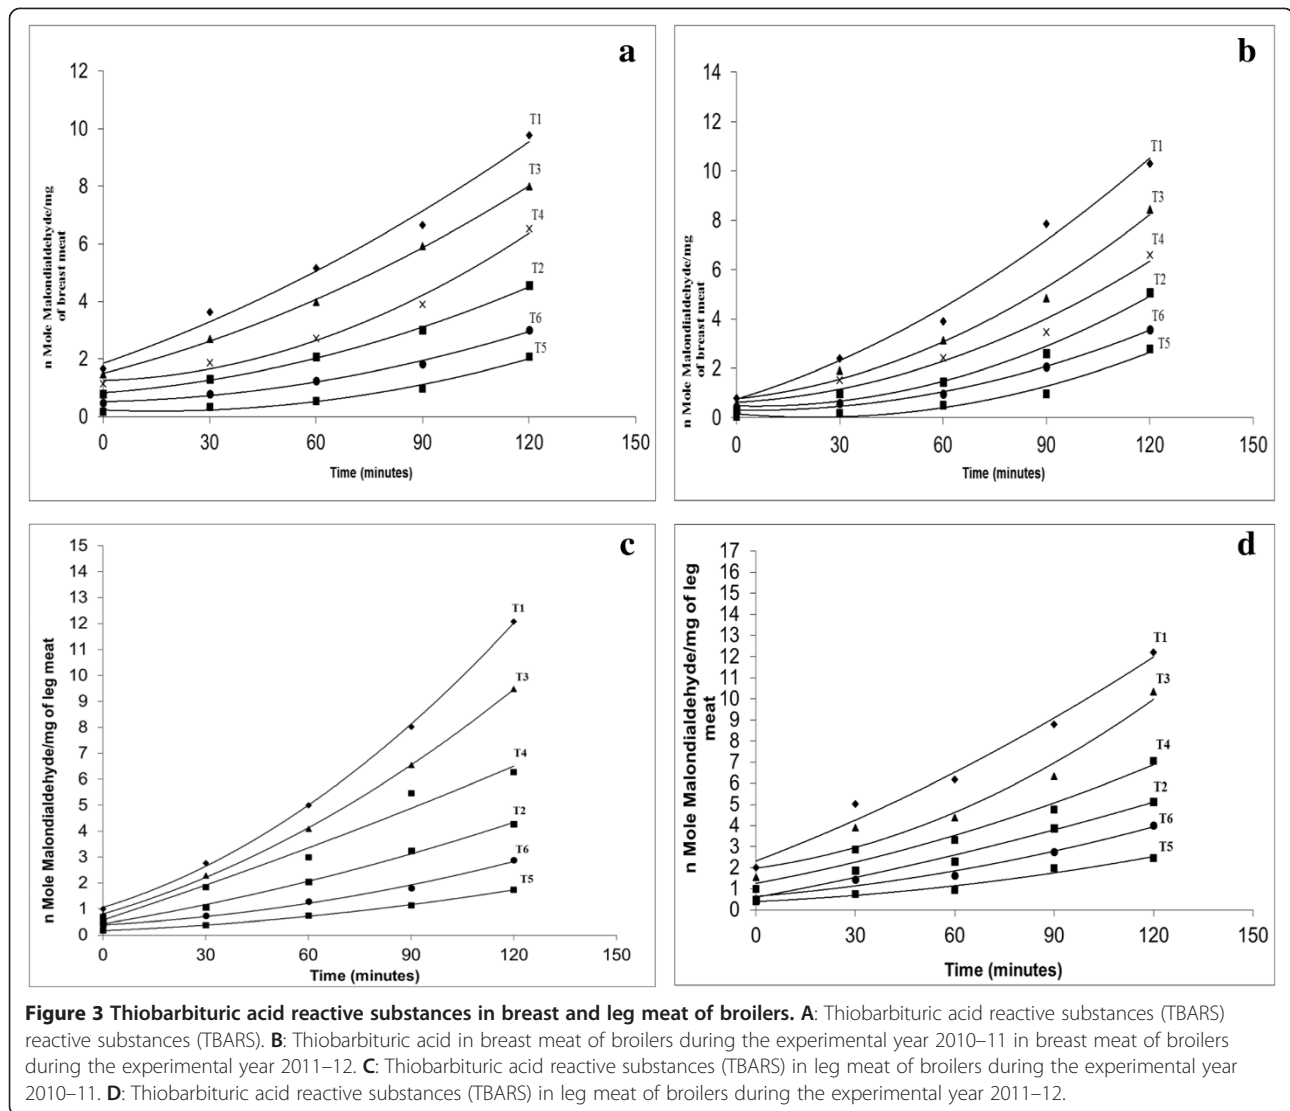 a
12
10
8
6
4
2
0
n Mole Malondialdehyde/mg
of breast meat
T1
T3
T4
T2
T6
T5
0 30 60 90 120 150
Time (minutes)
b
14
12
10
8
6
4
2
0
n Mole Malondialdehyde/mg
of breast meat
T1
T3
T4
T2
T6
T5
0 30 60 90 120 150
Time (minutes)
c
15
14
13
12
11
10
9
8
7
6
5
4
3
2
1
0
n Mole Malondialdehyde/mg of leg meat
T1
T3
T4
T2
T6
T5
0 30 60 90 120 150
Time (minutes)
d
17
16
15
14
13
12
11
10
9
8
7
6
5
4
3
2
1
0
n Mole Malondialdehyde/mg of leg
meat
T1
T3
T4
T2
T6
T5
0 30 60 90 120 150
Time (minutes)
Figure 3 Thiobarbituric acid reactive substances in breast and leg meat of broilers. A: Thiobarbituric acid reactive substances (TBARS)
reactive substances (TBARS). B: Thiobarbituric acid in breast meat of broilers during the experimental year 2010–11 in breast meat of broilers
during the experimental year 2011–12. C: Thiobarbituric acid reactive substances (TBARS) in leg meat of broilers during the experimental year
2010–11. D: Thiobarbituric acid reactive substances (TBARS) in leg meat of broilers during the experimental year 2011–12.